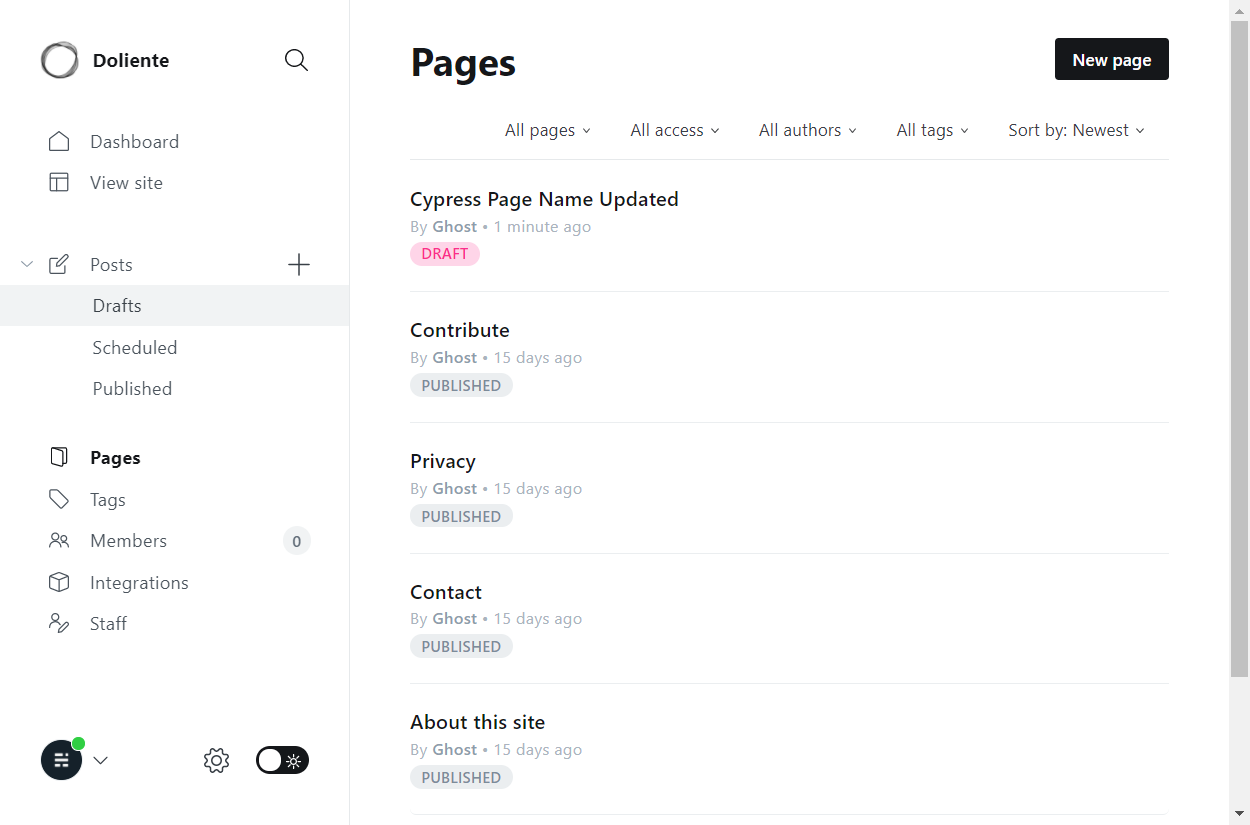 Doliente
Dashboard
View site
Posts
Drafts
Scheduled
Published
Pages
Tags
Members 0
Integrations
Staff
Pages
New page
All pages All access All authors All tags Sort by: Newest
Cypress Page Name Updated
By Ghost • 1 minute ago
DRAFT
Contribute
By Ghost • 15 days ago
PUBLISHED
Privacy
By Ghost • 15 days ago
PUBLISHED
Contact
By Ghost • 15 days ago
PUBLISHED
About this site
By Ghost • 15 days ago
PUBLISHED